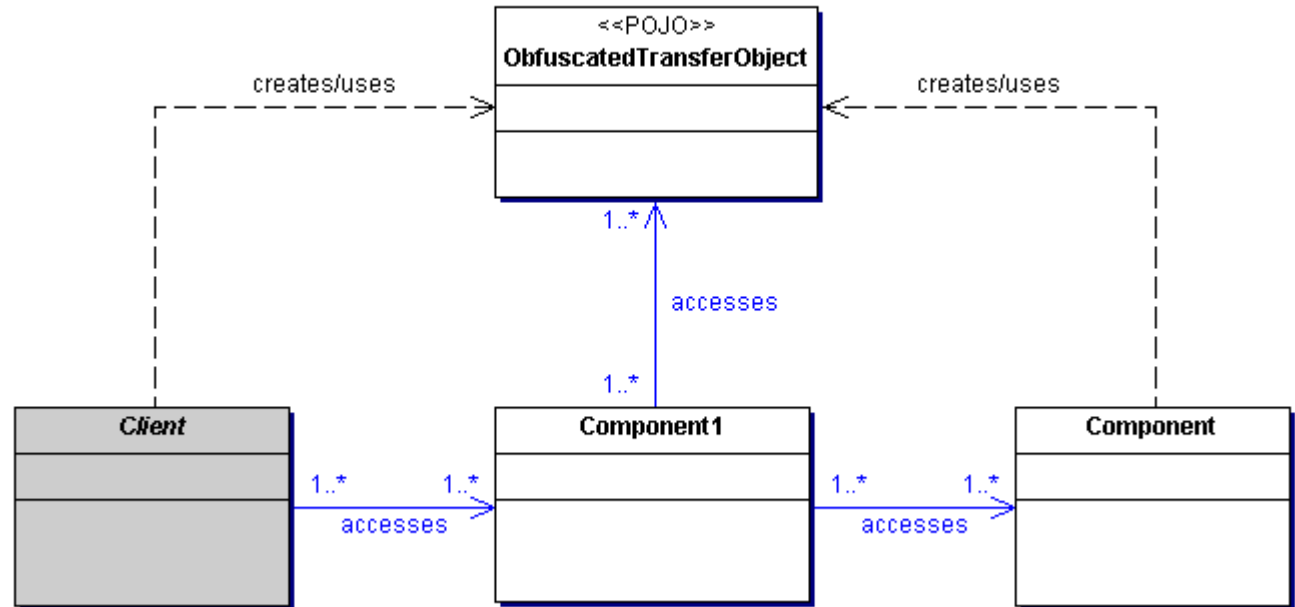 <<POJO>>
ObfuscatedTransferObject
creates/uses
creates/uses
1..*
accesses
1..*
Client
Component1
Component
1..*
1..*
1..*
1..*
accesses
accesses